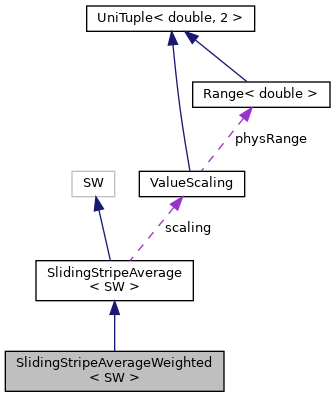 UniTuple< double, 2 >
Range< double >
physRange
SW
ValueScaling
scaling
SlidingStripeAverage
< SW >
SlidingStripeAverageWeighted
< SW >